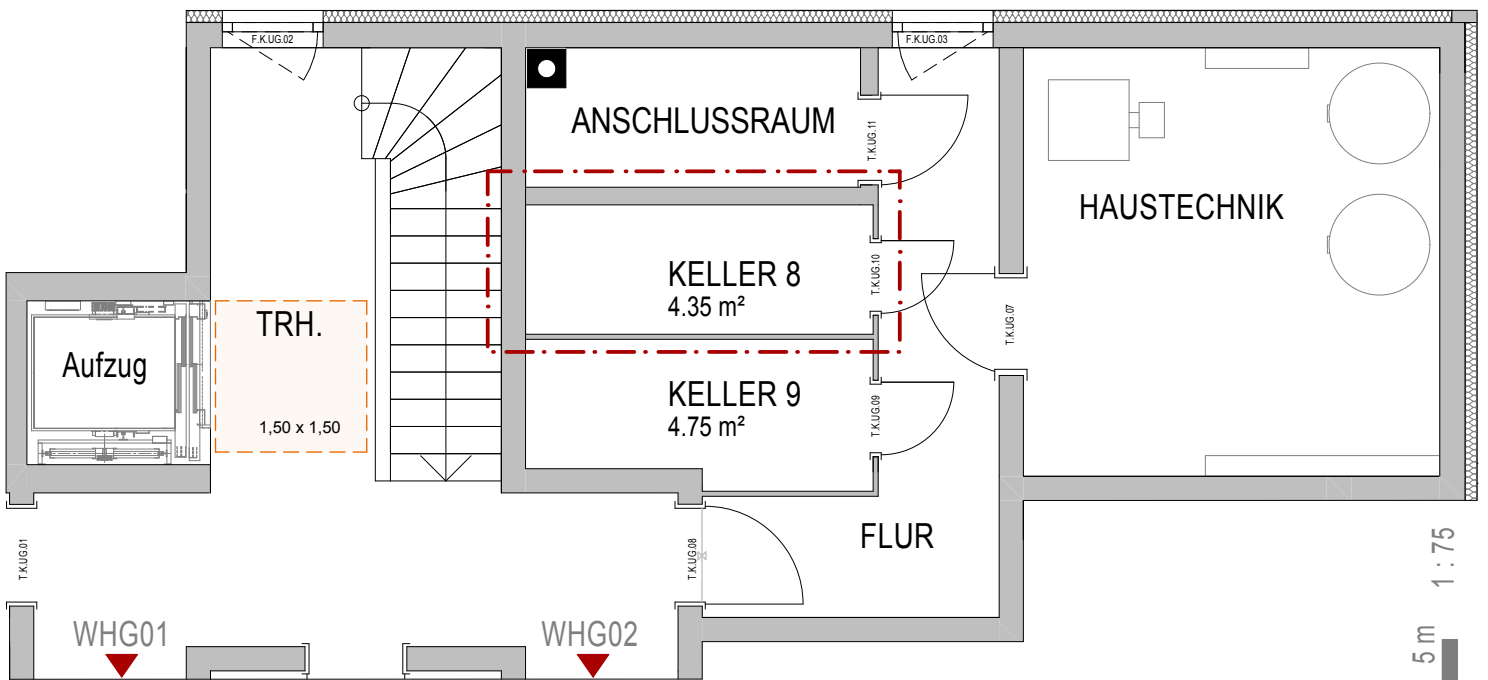 F.K.UG.02
F.K.UG.03
ANSCHLUSSRAUM
T.K.UG.11
HAUSTECHNIK
KELLER 8
4.35 m²
T.K.UG.10
T.K.UG.07
TRH.
Aufzug
1,50 x 1,50
KELLER 9
4.75 m²
T.K.UG.09
FLUR
T.K.UG.01
T.K.UG.08
WHG01
WHG02
1 : 75
5 m